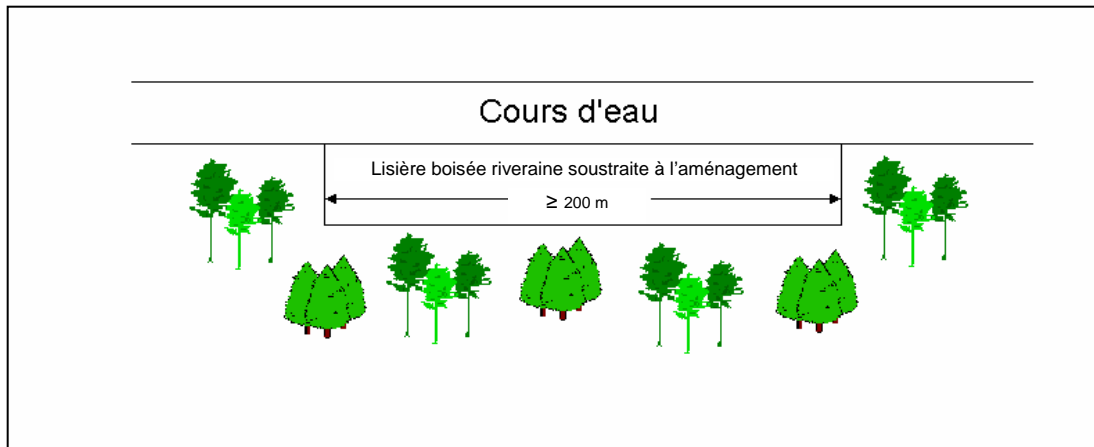 Cours d'eau
Lisière boisée riveraine soustraite à l'aménagement
≥ 200 m